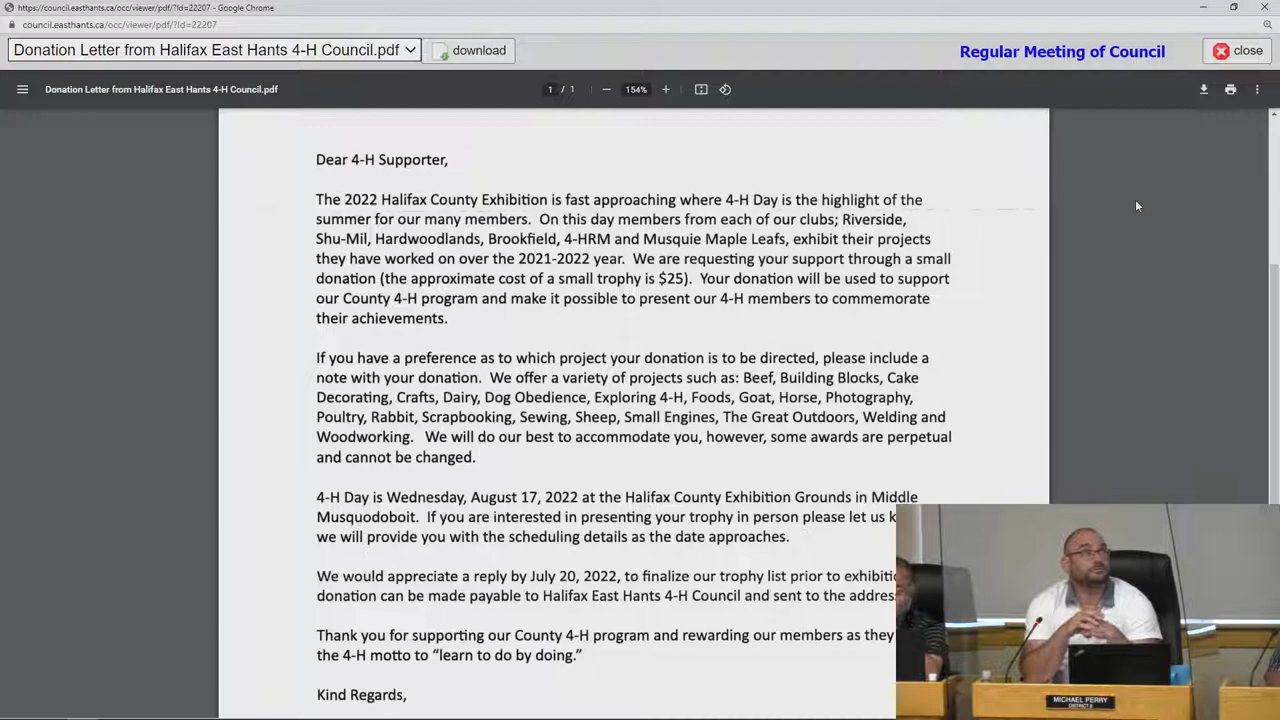 https://council.easthants.ca/occ/viewer/pdf/?Id=22207 - Google Chrome
council.easthants.ca/occ/viewer/pdf/?Id=22207
Donation Letter from Halifax East Hants 4-H Council.pdf
download
Regular Meeting of Council
close
Donation Letter from Halifax East Hants 4-H Council.pdf
1 / 1
154%
Dear 4-H Supporter,
The 2022 Halifax County Exhibition is fast approaching where 4-H Day is the highlight of the
summer for our many members. On this day members from each of our clubs; Riverside,
Shu-Mil, Hardwoodlands, Brookfield, 4-HRM and Musquie Maple Leafs, exhibit their projects
they have worked on over the 2021-2022 year. We are requesting your support through a small
donation (the approximate cost of a small trophy is $25). Your donation will be used to support
our County 4-H program and make it possible to present our 4-H members to commemorate
their achievements.
If you have a preference as to which project your donation is to be directed, please include a
note with your donation. We offer a variety of projects such as: Beef, Building Blocks, Cake
Decorating, Crafts, Dairy, Dog Obedience, Exploring 4-H, Foods, Goat, Horse, Photography,
Poultry, Rabbit, Scrapbooking, Sewing, Sheep, Small Engines, The Great Outdoors, Welding and
Woodworking. We will do our best to accommodate you, however, some awards are perpetual
and cannot be changed.
4-H Day is Wednesday, August 17, 2022 at the Halifax County Exhibition Grounds in Middle
Musquodoboit. If you are interested in presenting your trophy in person please let us k
we will provide you with the scheduling details as the date approaches.
We would appreciate a reply by July 20, 2022, to finalize our trophy list prior to exhibitio
donation can be made payable to Halifax East Hants 4-H Council and sent to the addres
Thank you for supporting our County 4-H program and rewarding our members as they
the 4-H motto to “learn to do by doing.”
Kind Regards,
MICHAEL PERRY